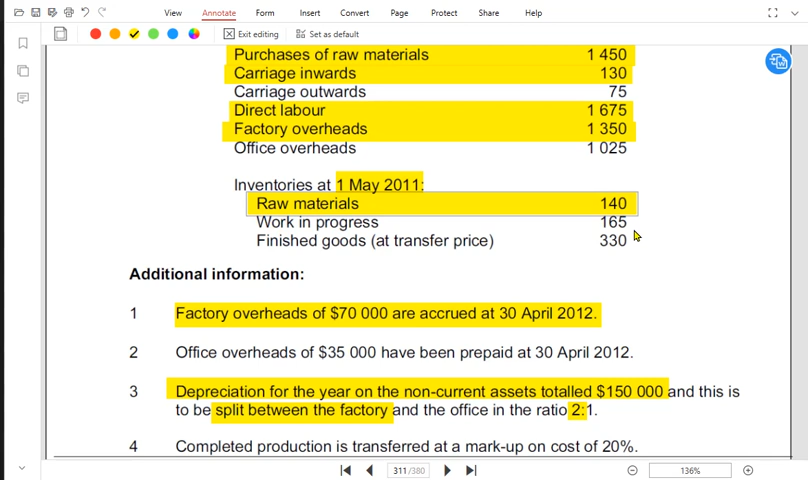 View Annotate Form Insert Convert Page Protect Share Help
Exit editing Set as default
Purchases of raw materials 1 450
Carriage inwards 130
Carriage outwards 75
Direct labour 1 675
Factory overheads 1 350
Office overheads 1 025
Inventories at 1 May 2011:
Raw materials 140
Work in progress 165
Finished goods (at transfer price) 330
Additional information:
1 Factory overheads of $70 000 are accrued at 30 April 2012.
2 Office overheads of $35 000 have been prepaid at 30 April 2012.
3 Depreciation for the year on the non-current assets totalled $150 000 and this is
to be split between the factory and the office in the ratio 2:1.
4 Completed production is transferred at a mark-up on cost of 20%.
311 /380 136%